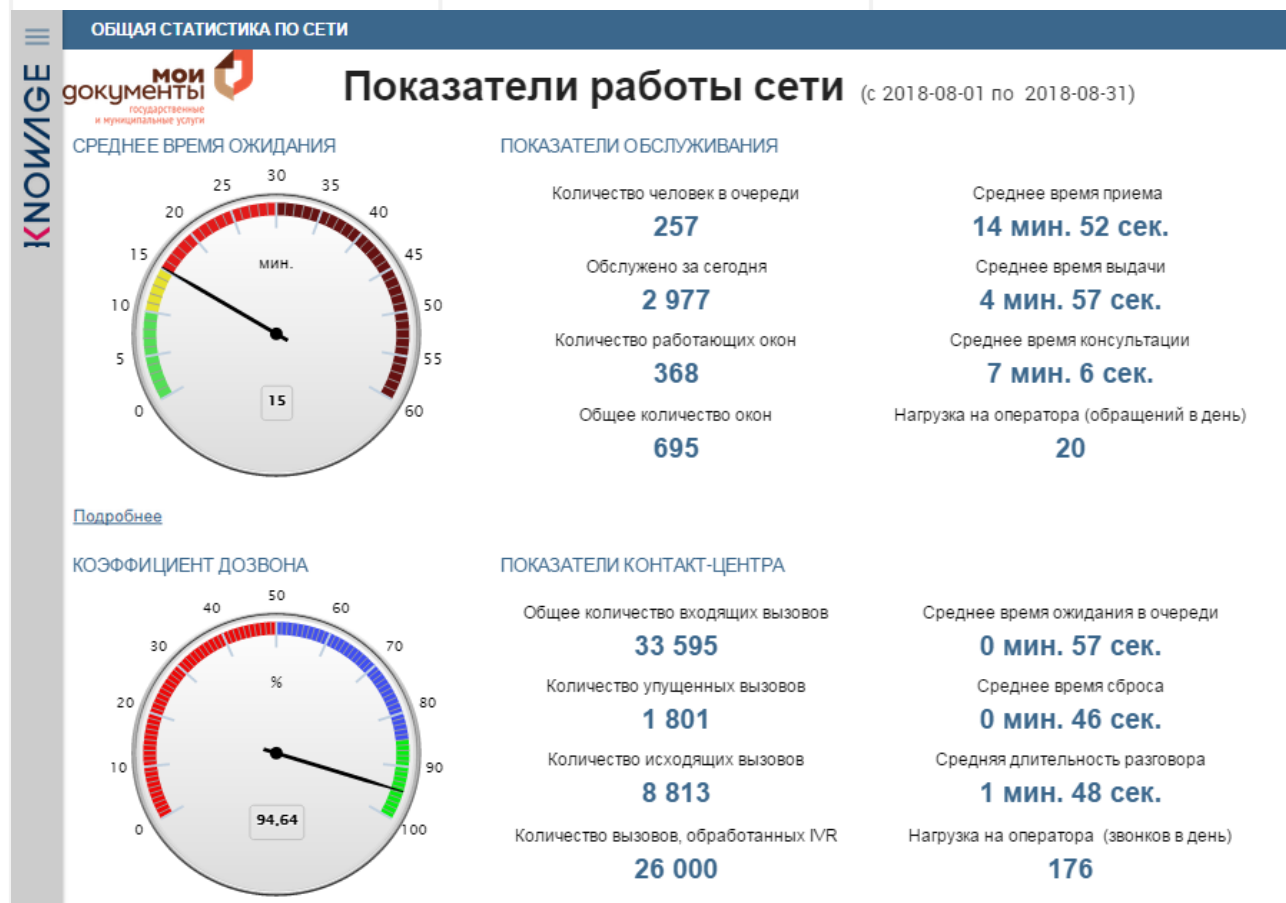 ОБЩАЯ СТАТИСТИКА ПО СЕТИ
KNOWAGE
мои
документы
государственные
и муниципальные услуги
Показатели работы сети (с 2018-08-01 по 2018-08-31)
СРЕДНЕЕ ВРЕМЯ ОЖИДАНИЯ
0
5
10
15
20
25
30
35
40
45
50
55
60
мин.
15
ПОКАЗАТЕЛИ ОБСЛУЖИВАНИЯ
Количество человек в очереди
257
Среднее время приема
14 мин. 52 сек.
Обслужено за сегодня
2 977
Среднее время выдачи
4 мин. 57 сек.
Количество работающих окон
368
Среднее время консультации
7 мин. 6 сек.
Общее количество окон
695
Нагрузка на оператора (обращений в день)
20
Подробнее
КОЭФФИЦИЕНТ ДОЗВОНА
0
10
20
30
40
50
60
70
80
90
100
%
94,64
ПОКАЗАТЕЛИ КОНТАКТ-ЦЕНТРА
Общее количество входящих вызовов
33 595
Среднее время ожидания в очереди
0 мин. 57 сек.
Количество упущенных вызовов
1 801
Среднее время сброса
0 мин. 46 сек.
Количество исходящих вызовов
8 813
Средняя длительность разговора
1 мин. 48 сек.
Количество вызовов, обработанных IVR
26 000
Нагрузка на оператора (звонков в день)
176